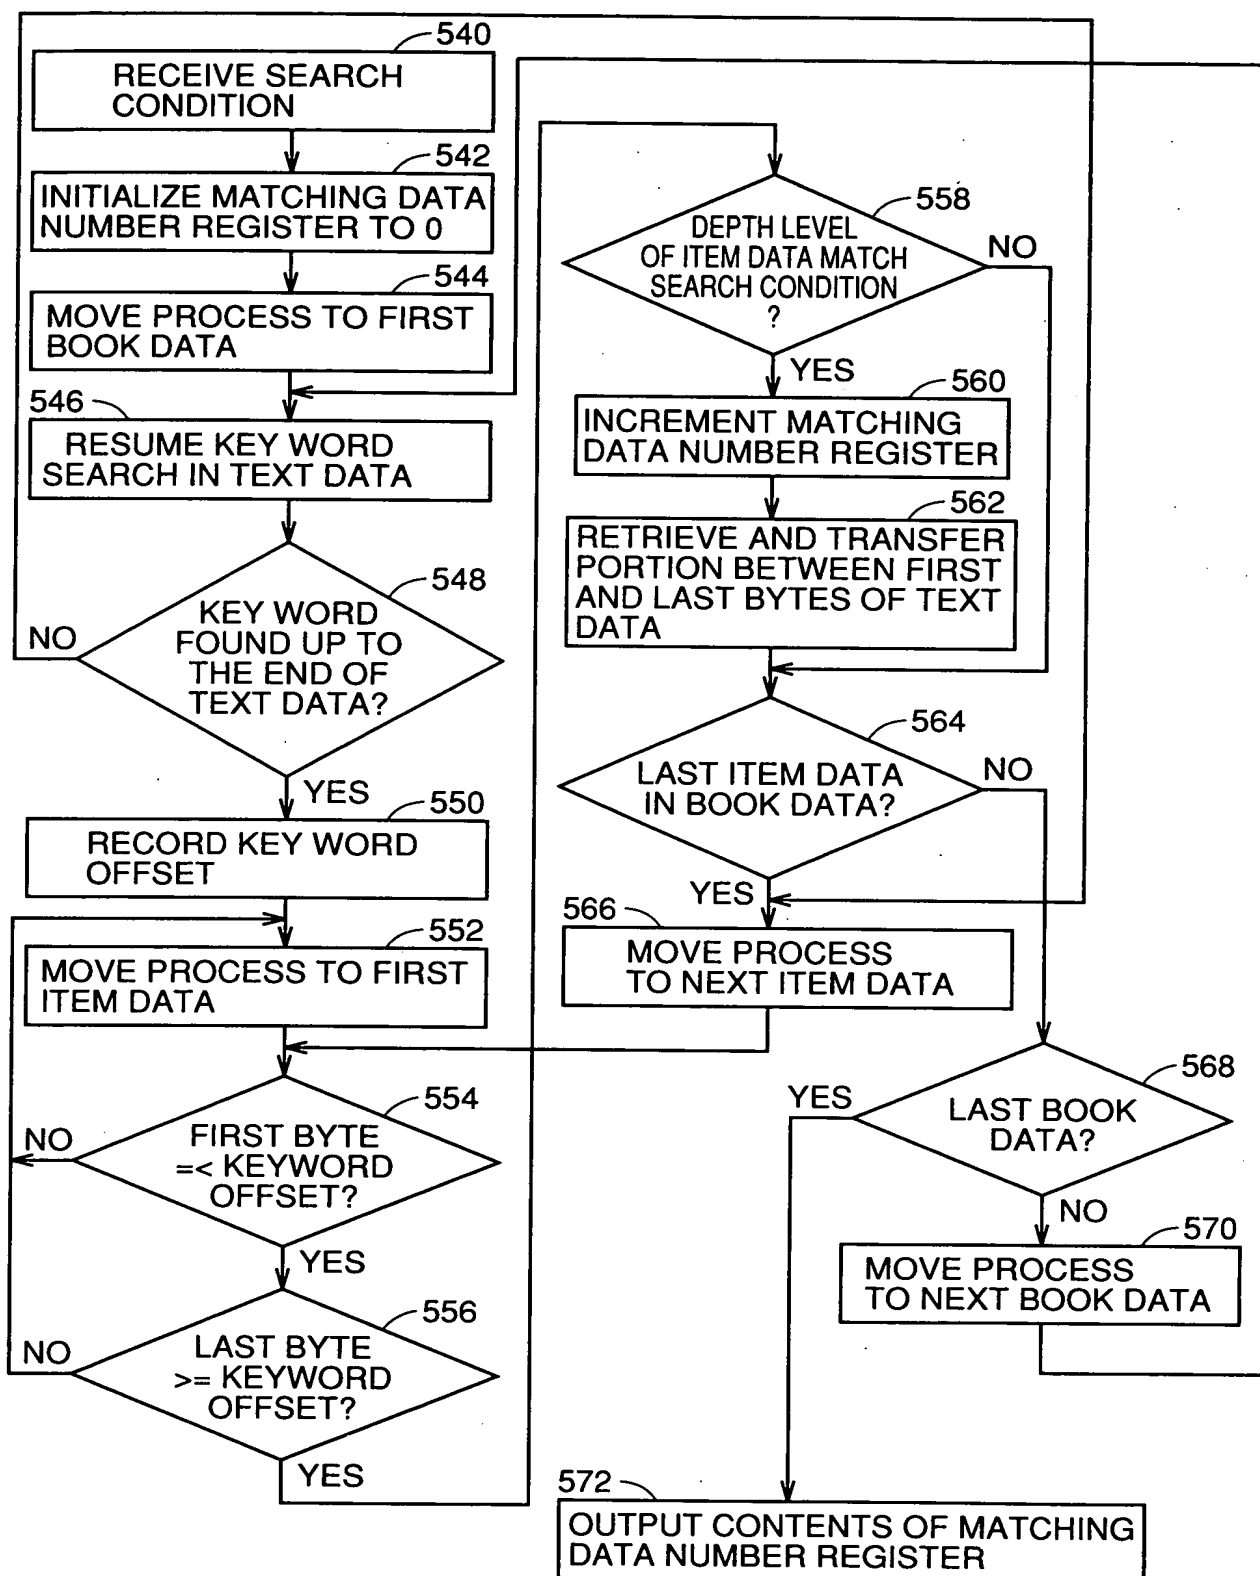 540
RECEIVE SEARCH
CONDITION
542
INITIALIZE MATCHING DATA
NUMBER REGISTER TO 0
544
MOVE PROCESS TO FIRST
BOOK DATA
546
RESUME KEY WORD
SEARCH IN TEXT DATA
548
KEY WORD
FOUND UP TO
THE END OF
TEXT DATA?
NO
YES
550
RECORD KEY WORD
OFFSET
552
MOVE PROCESS TO FIRST
ITEM DATA
554
FIRST BYTE
=< KEYWORD
OFFSET?
NO
YES
556
LAST BYTE
>= KEYWORD
OFFSET?
NO
YES
558
DEPTH LEVEL
OF ITEM DATA MATCH
SEARCH CONDITION
?
NO
YES
560
INCREMENT MATCHING
DATA NUMBER REGISTER
562
RETRIEVE AND TRANSFER
PORTION BETWEEN FIRST
AND LAST BYTES OF TEXT
DATA
564
LAST ITEM DATA
IN BOOK DATA?
NO
YES
566
MOVE PROCESS
TO NEXT ITEM DATA
568
LAST BOOK
DATA?
YES
NO
570
MOVE PROCESS
TO NEXT BOOK DATA
572
OUTPUT CONTENTS OF MATCHING
DATA NUMBER REGISTER